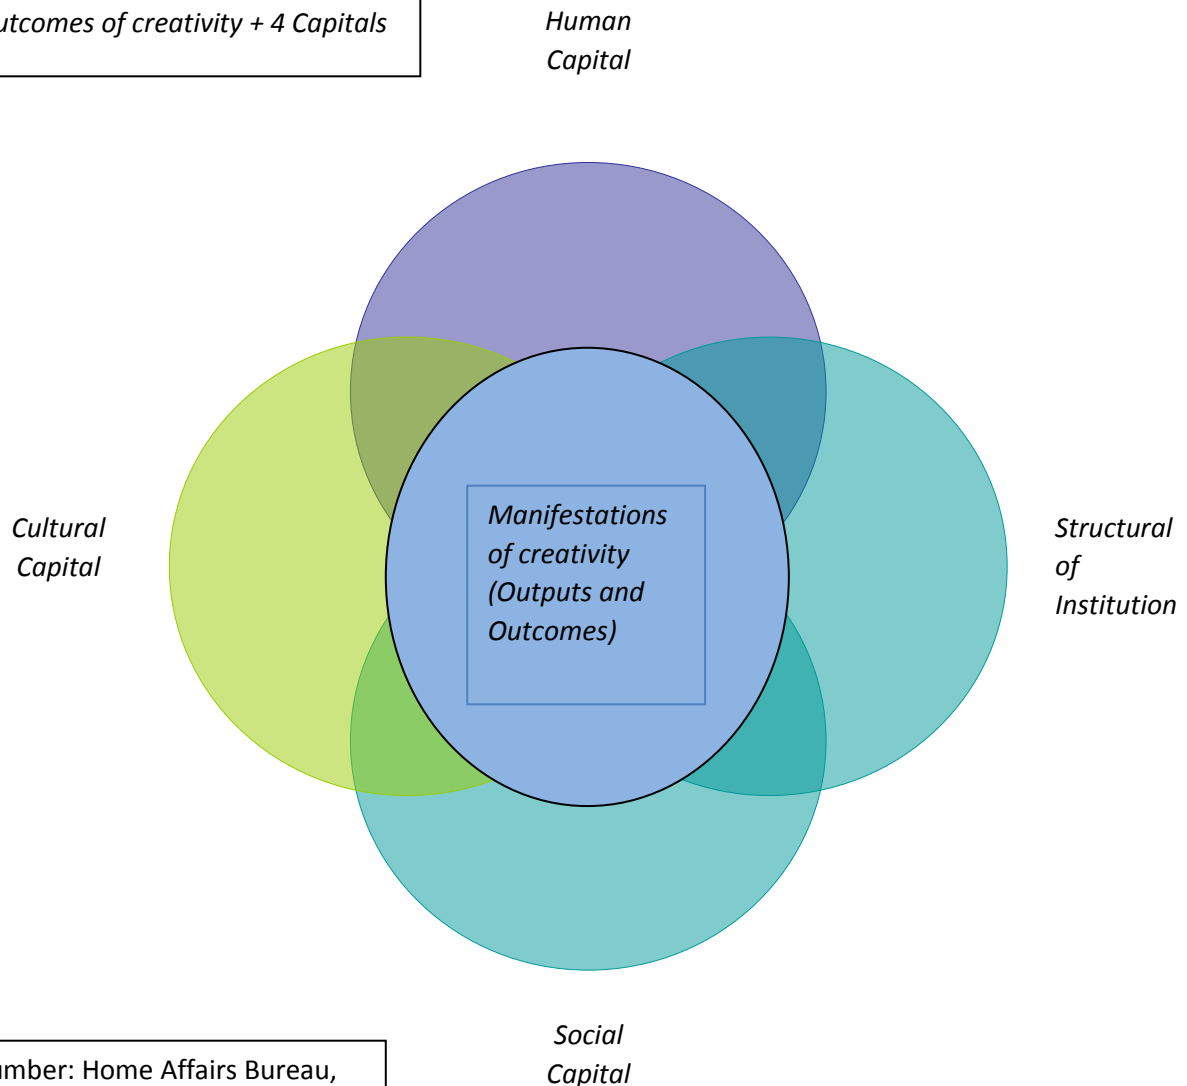 utcomes of creativity + 4 Capitals
Human
Capital
Cultural
Capital
Manifestations
of creativity
(Outputs and
Outcomes)
Structural
of
Institution
Social
Capital
umber: Home Affairs Bureau,